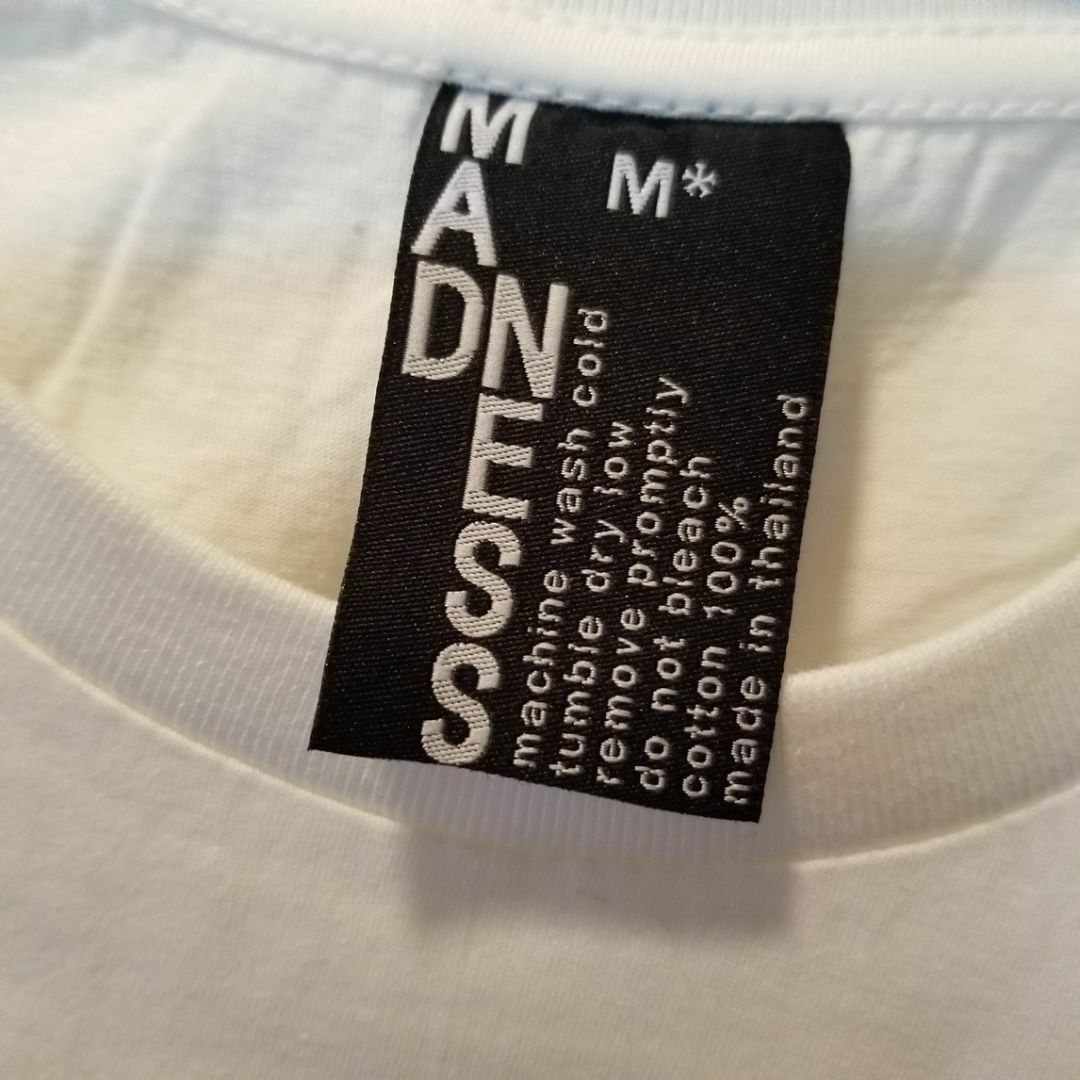 MADNESS
M*
machine wash cold
tumble dry low
remove promptly
do not bleach
cotton 100%
made in thailand